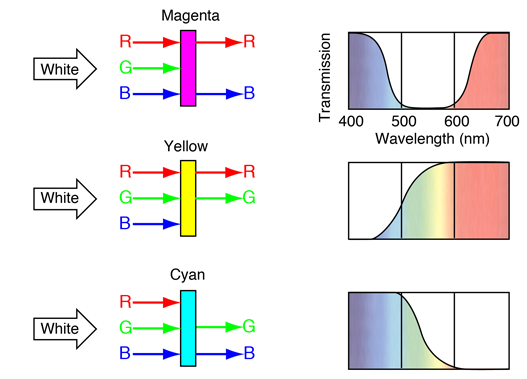 Magenta
R R
White G
B B
Transmission
400 500 600 700
Wavelength (nm)
Yellow
R R
White G G
B
Cyan
R
White G G
B B